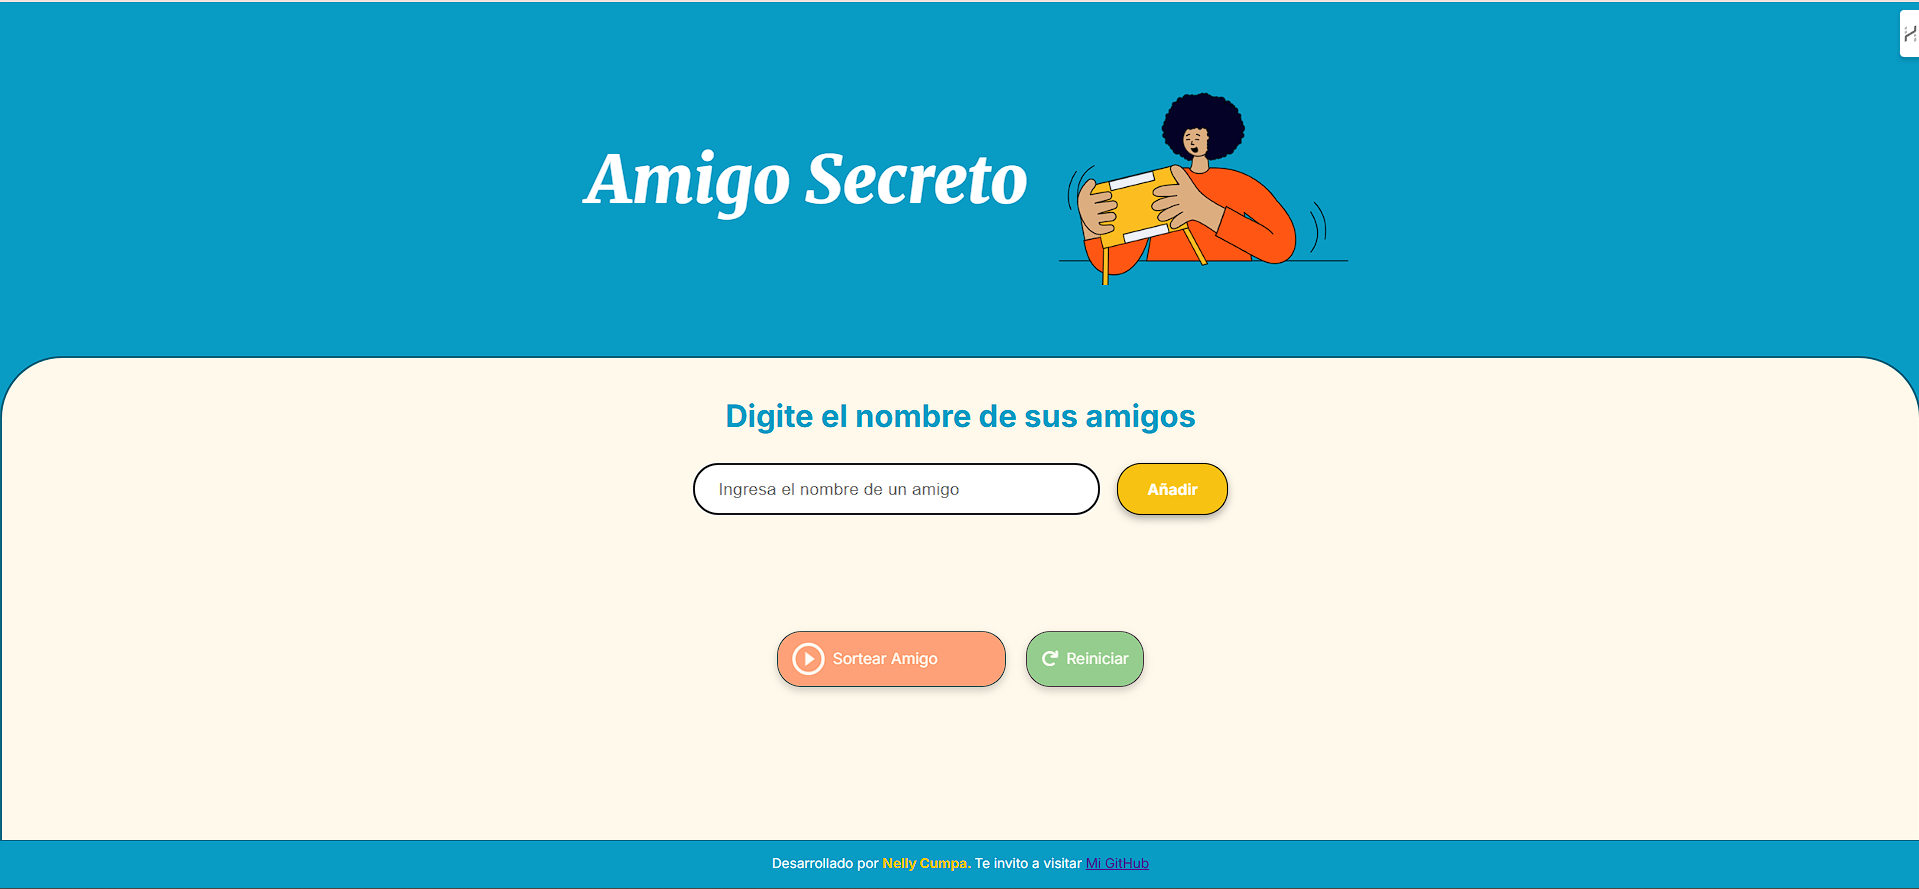 Amigo Secreto
Digite el nombre de sus amigos
Ingresa el nombre de un amigo
Añadir
Sortear Amigo
Reiniciar
Desarrollado por Nelly Cumpa. Te invito a visitar Mi GitHub